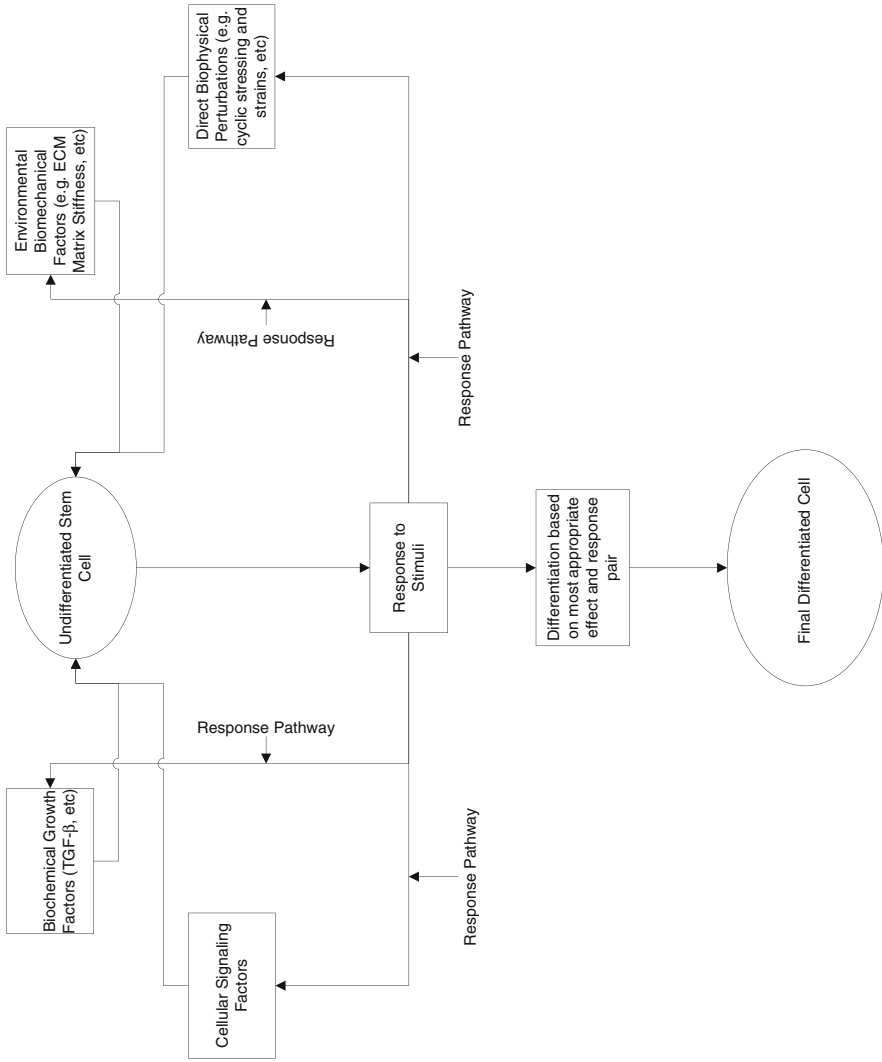 Biochemical Growth
Factors (TGF-β, etc)
Cellular Signaling
Factors
Response Pathway
Response Pathway
Undifferentiated Stem
Cell
Response to
Stimuli
Differentiation based
on most appropriate
effect and response
pair
Final Differentiated Cell
Environmental
Biomechanical
Factors (e.g. ECM
Matrix Stiffness, etc)
Response Pathway
Response Pathway
Direct Biophysical
Perturbations (e.g.
cyclic stressing and
strains, etc)